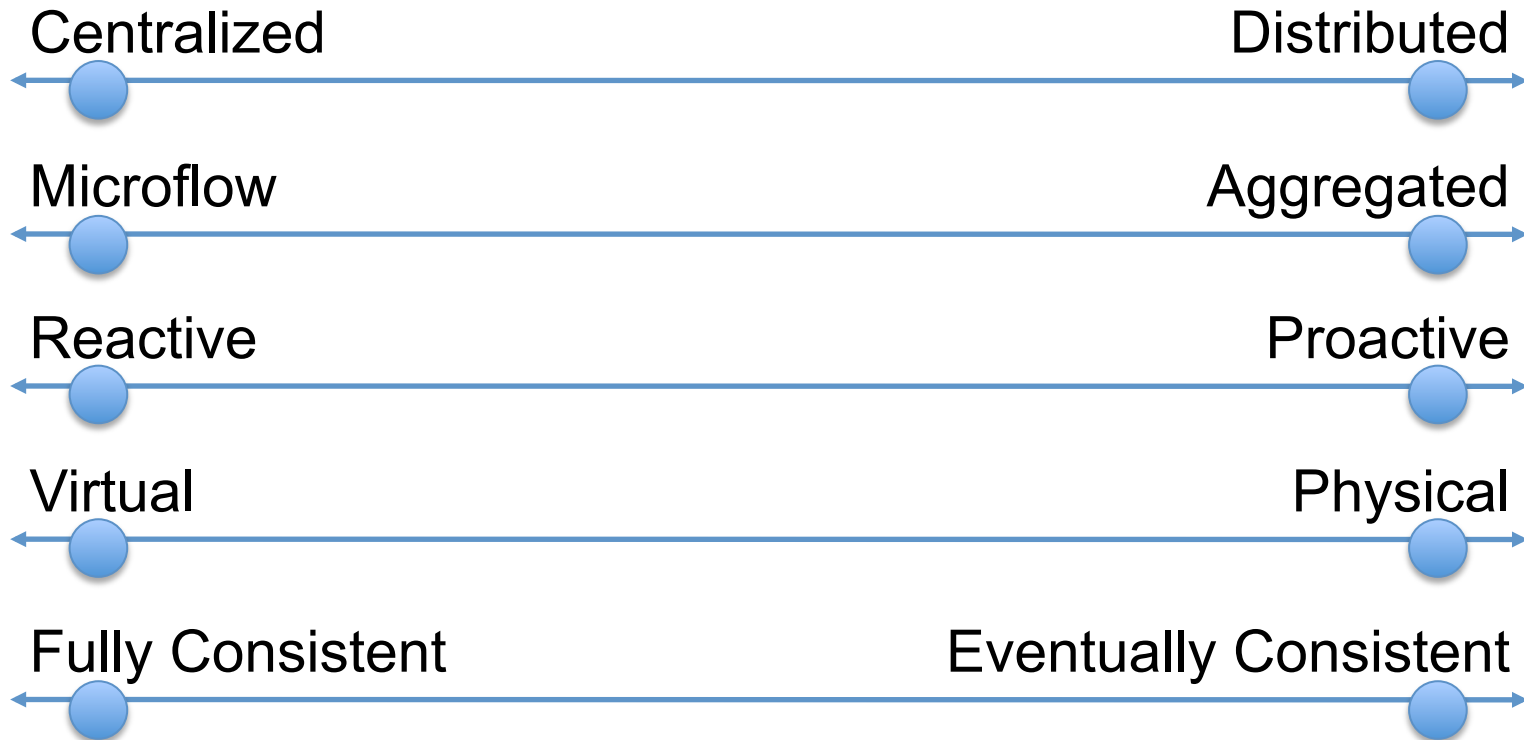 Centralized Distributed
Microflow Aggregated
Reactive Proactive
Virtual Physical
Fully Consistent Eventually Consistent